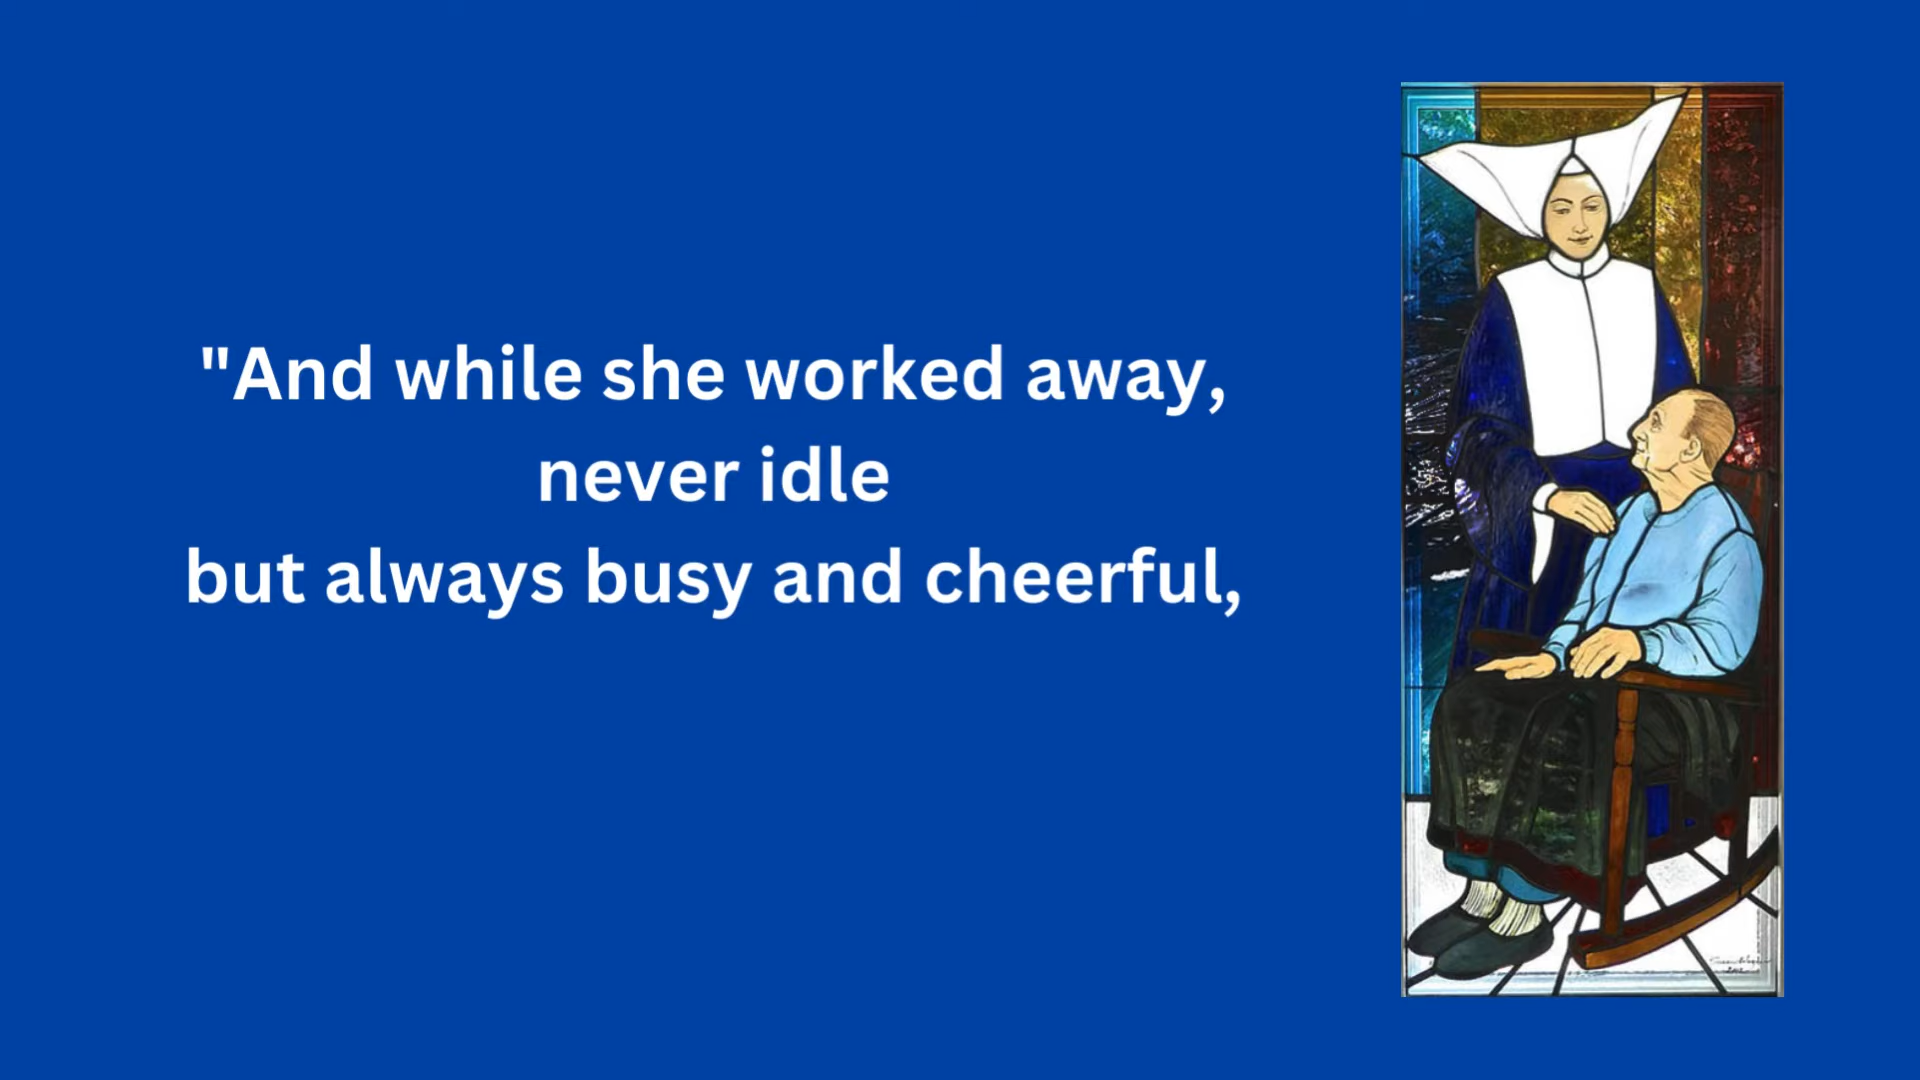 "And while she worked away,
never idle
but always busy and cheerful,